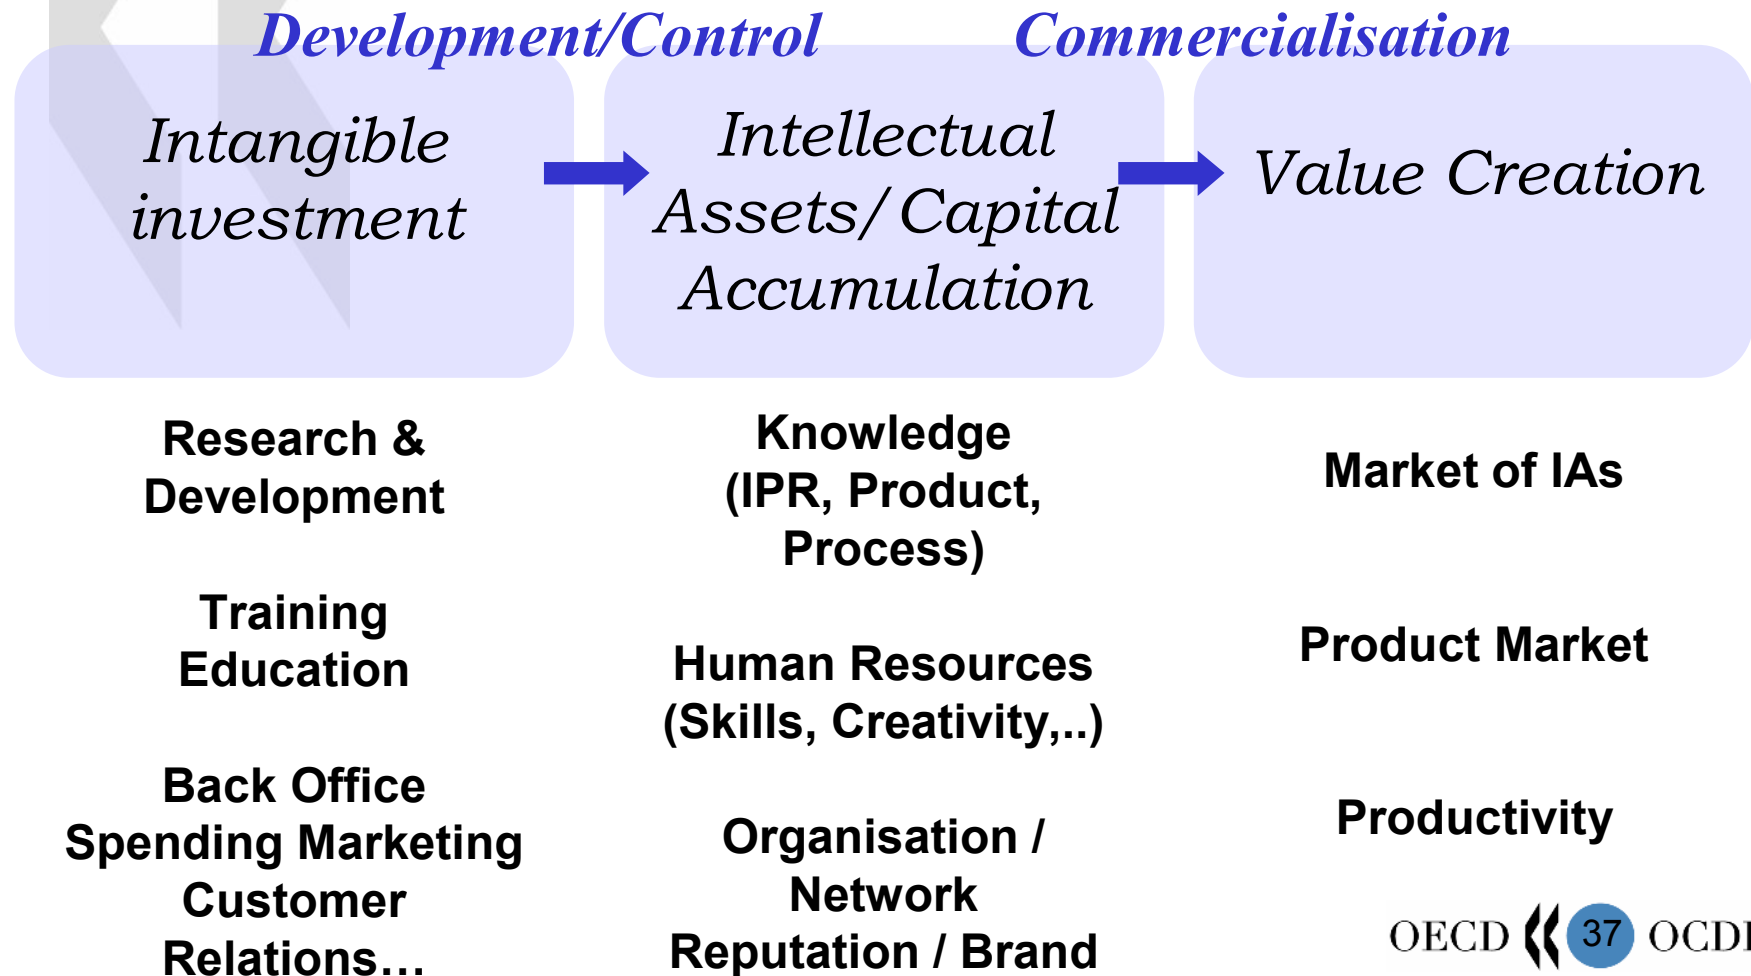 Development/Control
Commercialisation
Intangible
investment
Intellectual
Assets/Capital
Accumulation
Value Creation
Research &
Development
Training
Education
Back Office
Spending Marketing
Customer
Relations…
Knowledge
(IPR, Product,
Process)
Human Resources
(Skills, Creativity,..)
Organisation /
Network
Reputation / Brand
Market of IAs
Product Market
Productivity
OECD 37 OCD